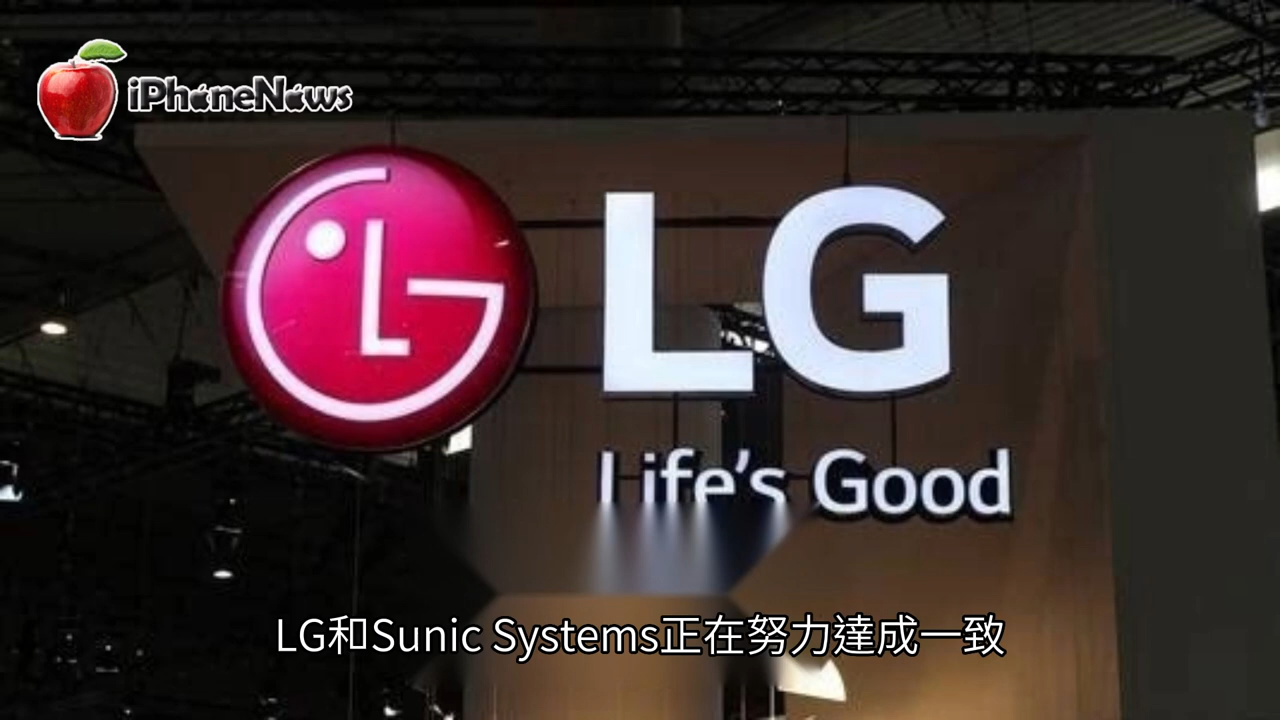 iPhoneNews
LG
LG
Life's Good
LG和Sunic Systems正在努力達成一致